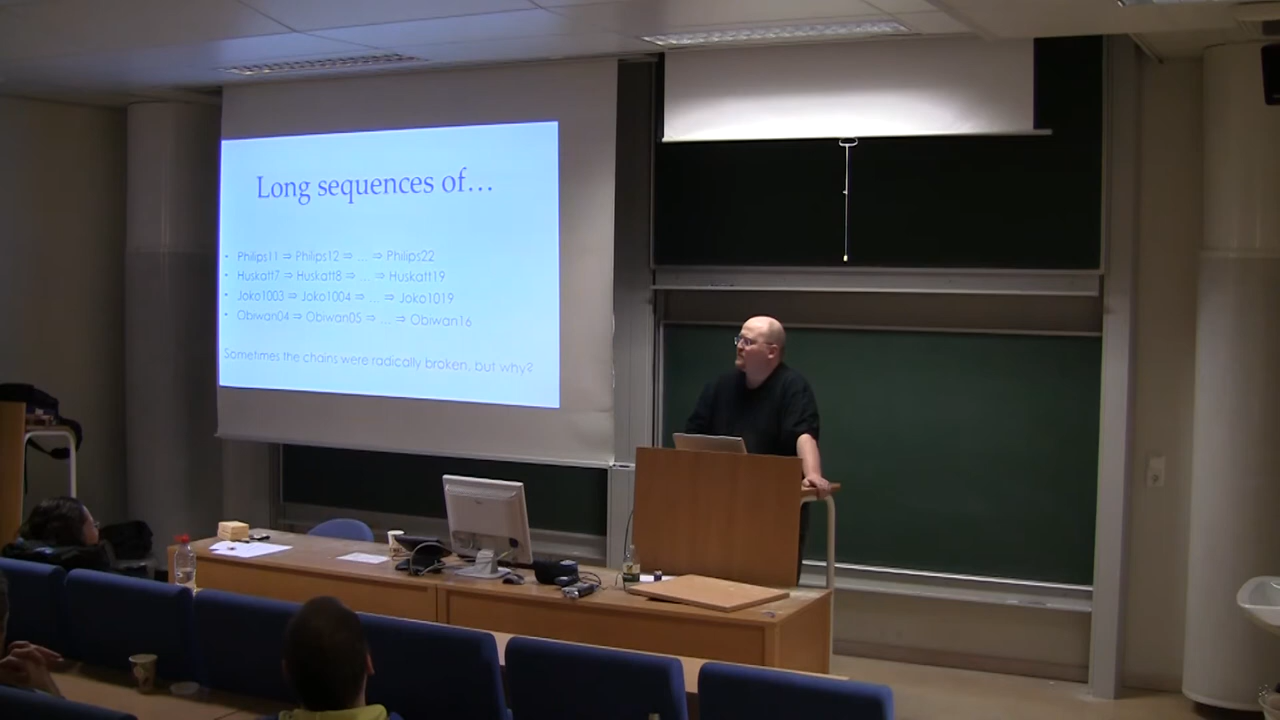 Long sequences of…
• Philips11 ⇒ Philips12 ⇒ … ⇒ Philips22
• Huskatt7 ⇒ Huskatt8 ⇒ … ⇒ Huskatt19
• Joko1003 ⇒ Joko1004 ⇒ … ⇒ Joko1019
• Obiwan04 ⇒ Obiwan05 ⇒ … ⇒ Obiwan16
Sometimes the chains were radically broken, but why?